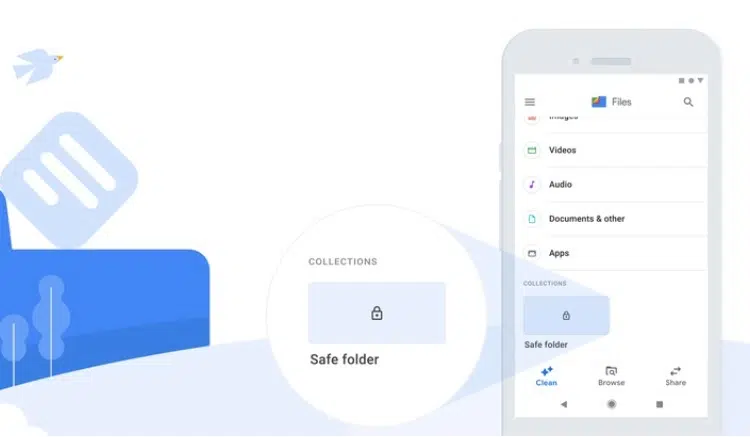 Files
Images
Videos
Audio
Documents & other
Apps
COLLECTIONS
Safe folder
COLLECTIONS
Safe folder
Clean
Browse
Share